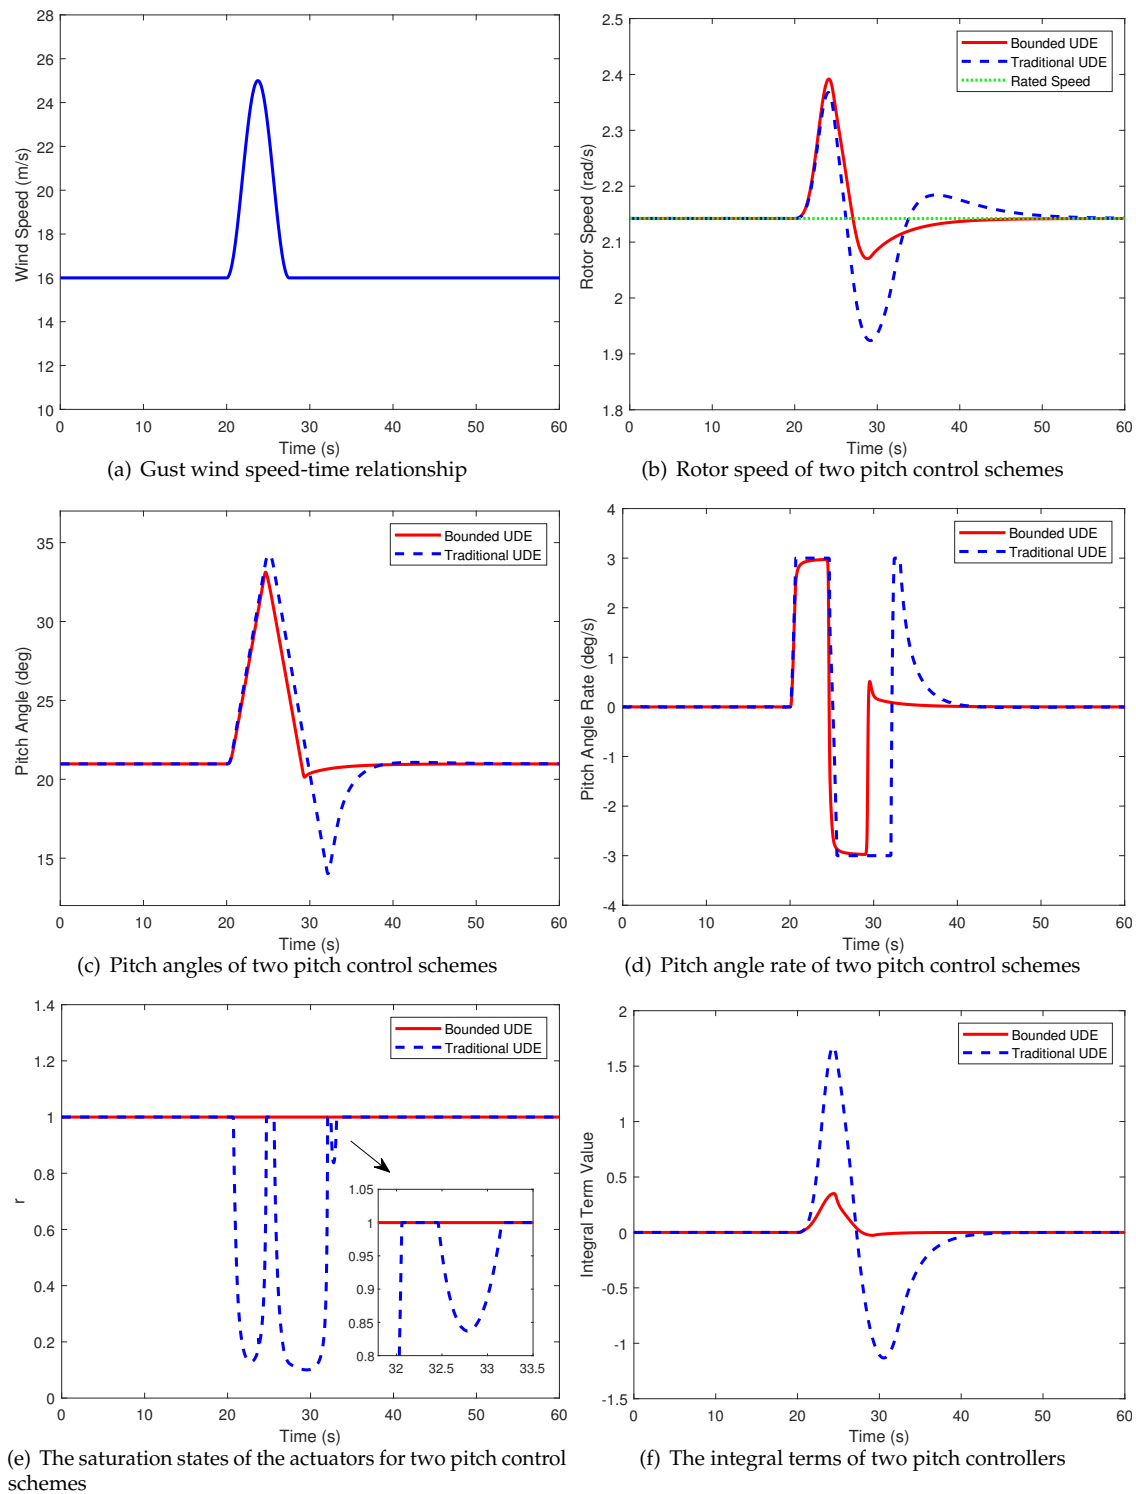 28
26
24
22
20
18
16
14
12
10
Wind Speed (m/s)
0 10 20 30 40 50 60
Time (s)
(a) Gust wind speed-time relationship
2.5
2.4
2.3
2.2
2.1
2
1.9
1.8
Rotor Speed (rad/s)
Bounded UDE
Traditional UDE
Rated Speed
0 10 20 30 40 50 60
Time (s)
(b) Rotor speed of two pitch control schemes
35
30
25
20
15
Pitch Angle (deg)
Bounded UDE
Traditional UDE
0 10 20 30 40 50 60
Time (s)
(c) Pitch angles of two pitch control schemes
4
3
2
1
0
-1
-2
-3
-4
Pitch Angle Rate (deg/s)
Bounded UDE
Traditional UDE
0 10 20 30 40 50 60
Time (s)
(d) Pitch angle rate of two pitch control schemes
1.4
1.2
1
0.8
0.6
0.4
0.2
0
r
Bounded UDE
Traditional UDE
1.05
1
0.95
0.9
0.85
0.8
32 32.5 33 33.5
0 10 20 30 40 50 60
Time (s)
(e) The saturation states of the actuators for two pitch control
schemes
2
1.5
1
0.5
0
-0.5
-1
-1.5
Integral Term Value
Bounded UDE
Traditional UDE
0 10 20 30 40 50 60
Time (s)
(f) The integral terms of two pitch controllers